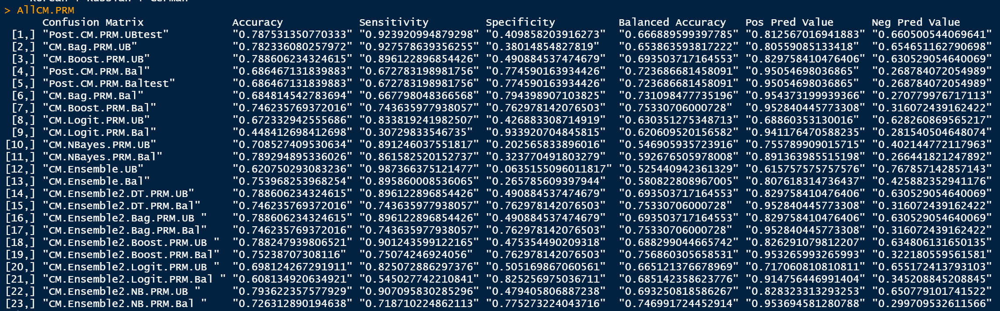 Korean + Russian + German
> AllCM.PRM
Confusion Matrix Accuracy Sensitivity Specificity Balanced Accuracy Pos Pred Value Neg Pred Value
[1,] "Post.CM.PRM.UBtest" "0.787531350770333" "0.923920994879298" "0.409858203916273" "0.666889599397785" "0.812567016941883" "0.660500544069641"
[2,] "CM.Bag.PRM.UB" "0.782336080257972" "0.927578639356255" "0.38014854827819" "0.653863593817222" "0.80559085133418" "0.654651162790698"
[3,] "CM.Boost.PRM.UB" "0.788606234324615" "0.896122896854426" "0.490884537474679" "0.693503717164553" "0.829758410476406" "0.630529054640069"
[4,] "Post.CM.PRM.Bal" "0.686467131839883" "0.672783198981756" "0.774590163934426" "0.723686681458091" "0.95054698036865" "0.268784072054989"
[5,] "Post.CM.PRM.Baltest" "0.686467131839883" "0.672783198981756" "0.774590163934426" "0.723686681458091" "0.95054698036865" "0.268784072054989"
[6,] "CM.Bag.PRM.Bal" "0.684814542783694" "0.667798048366568" "0.794398907103825" "0.731098477735196" "0.954373199939366" "0.270779976717113"
[7,] "CM.Boost.PRM.Bal" "0.746235769372016" "0.743635977938057" "0.762978142076503" "0.75330706000728" "0.952840445773308" "0.316072439162422"
[8,] "CM.Logit.PRM.UB" "0.672332942555686" "0.833819241982507" "0.426883308714919" "0.630351275348713" "0.68860353130016" "0.628260869565217"
[9,] "CM.Logit.PRM.Bal" "0.448412698412698" "0.30729833546735" "0.933920704845815" "0.620609520156582" "0.941176470588235" "0.281540504648074"
[10,] "CM.NBayes.PRM.UB" "0.708527409530634" "0.891246037551817" "0.202565833896016" "0.546905935723916" "0.755789909015715" "0.402144772117963"
[11,] "CM.NBayes.PRM.Bal" "0.789294895336026" "0.861582520152737" "0.323770491803279" "0.592676505978008" "0.891363985515198" "0.266441821247892"
[12,] "CM.Ensemble.UB" "0.620750293083236" "0.987366375121477" "0.0635155096011817" "0.525440942361329" "0.615757575757576" "0.767857142857143"
[13,] "CM.Ensemble.Bal" "0.753968253968254" "0.895860008536065" "0.265785609397944" "0.580822808967005" "0.807618314736437" "0.425882352941176"
[14,] "CM.Ensemble2.DT.PRM.UB" "0.788606234324615" "0.896122896854426" "0.490884537474679" "0.693503717164553" "0.829758410476406" "0.630529054640069"
[15,] "CM.Ensemble2.DT.PRM.Bal" "0.746235769372016" "0.743635977938057" "0.762978142076503" "0.75330706000728" "0.952840445773308" "0.316072439162422"
[16,] "CM.Ensemble2.Bag.PRM.UB " "0.788606234324615" "0.896122896854426" "0.490884537474679" "0.693503717164553" "0.829758410476406" "0.630529054640069"
[17,] "CM.Ensemble2.Bag.PRM.Bal" "0.746235769372016" "0.743635977938057" "0.762978142076503" "0.75330706000728" "0.952840445773308" "0.316072439162422"
[18,] "CM.Ensemble2.Boost.PRM.UB " "0.788247939806521" "0.901243599122165" "0.475354490209318" "0.688299044665742" "0.826291079812207" "0.634806131650135"
[19,] "CM.Ensemble2.Boost.PRM.Bal" "0.75238707308116" "0.75074246924056" "0.762978142076503" "0.756860305658531" "0.953265993265993" "0.322180559561581"
[20,] "CM.Ensemble2.Logit.PRM.UB " "0.698124267291911" "0.825072886297376" "0.505169867060561" "0.665121376678969" "0.717060810810811" "0.655172413793103"
[21,] "CM.Ensemble2.Logit.PRM.Bal " "0.608134920634921" "0.545027742210841" "0.825256975036711" "0.685142358623776" "0.914756446991404" "0.345208845208845"
[22,] "CM.Ensemble2.NB.PRM.UB " "0.793622357577929" "0.907095830285296" "0.479405806887238" "0.693250818586267" "0.828323313293253" "0.650779101741522"
[23,] "CM.Ensemble2.NB.PRM.Bal " "0.726312890194638" "0.718710224862113" "0.775273224043716" "0.746991724452914" "0.953694581280788" "0.299709532611566"